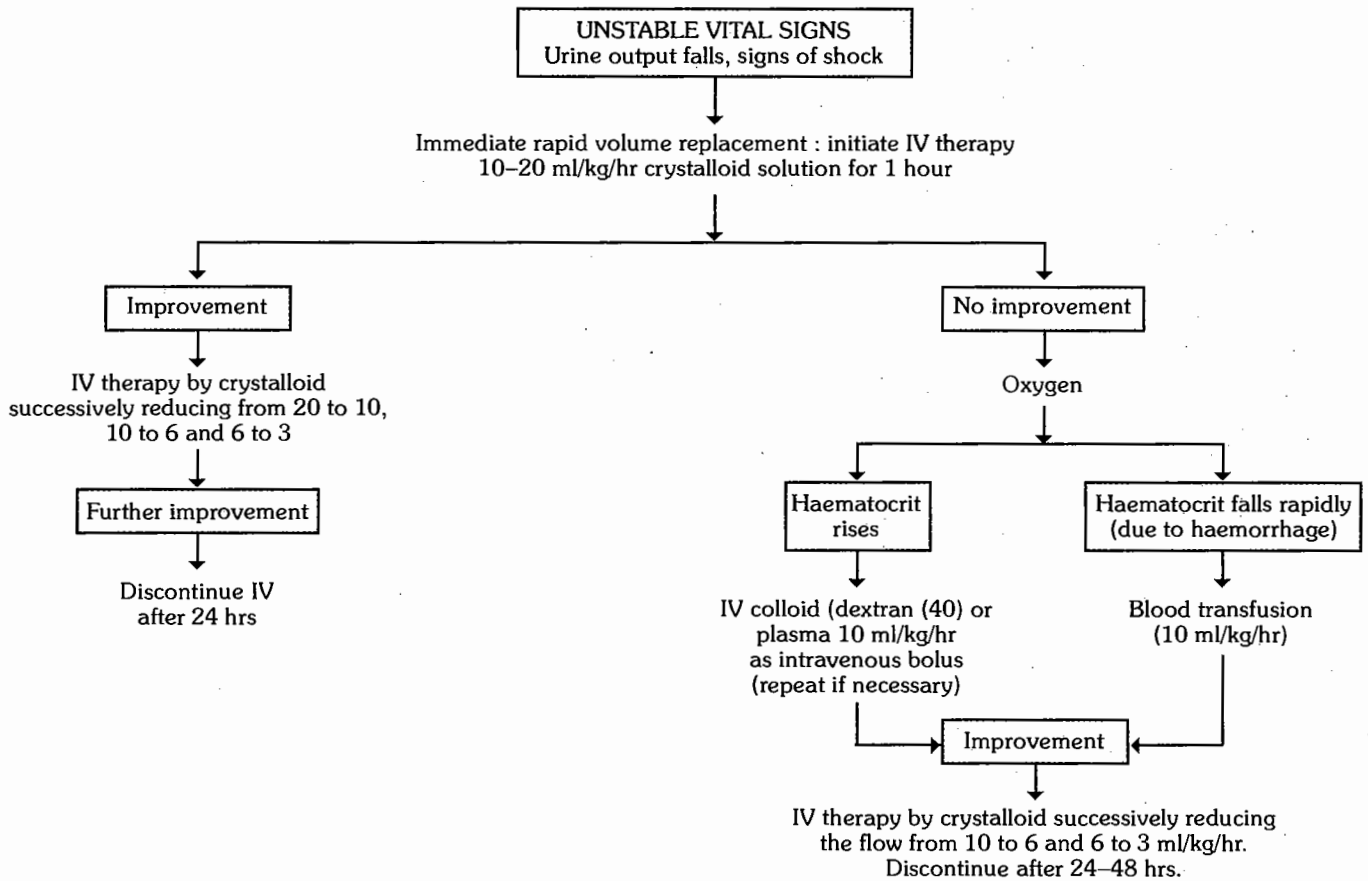 UNSTABLE VITAL SIGNS
Urine output falls, signs of shock
Immediate rapid volume replacement : initiate IV therapy
10–20 ml/kg/hr crystalloid solution for 1 hour
Improvement
IV therapy by crystalloid
successively reducing from 20 to 10,
10 to 6 and 6 to 3
Further improvement
Discontinue IV
after 24 hrs
No improvement
Oxygen
Haematocrit
rises
IV colloid (dextran (40) or
plasma 10 ml/kg/hr
as intravenous bolus
(repeat if necessary)
Haematocrit falls rapidly
(due to haemorrhage)
Blood transfusion
(10 ml/kg/hr)
Improvement
IV therapy by crystalloid successively reducing
the flow from 10 to 6 and 6 to 3 ml/kg/hr.
Discontinue after 24–48 hrs.